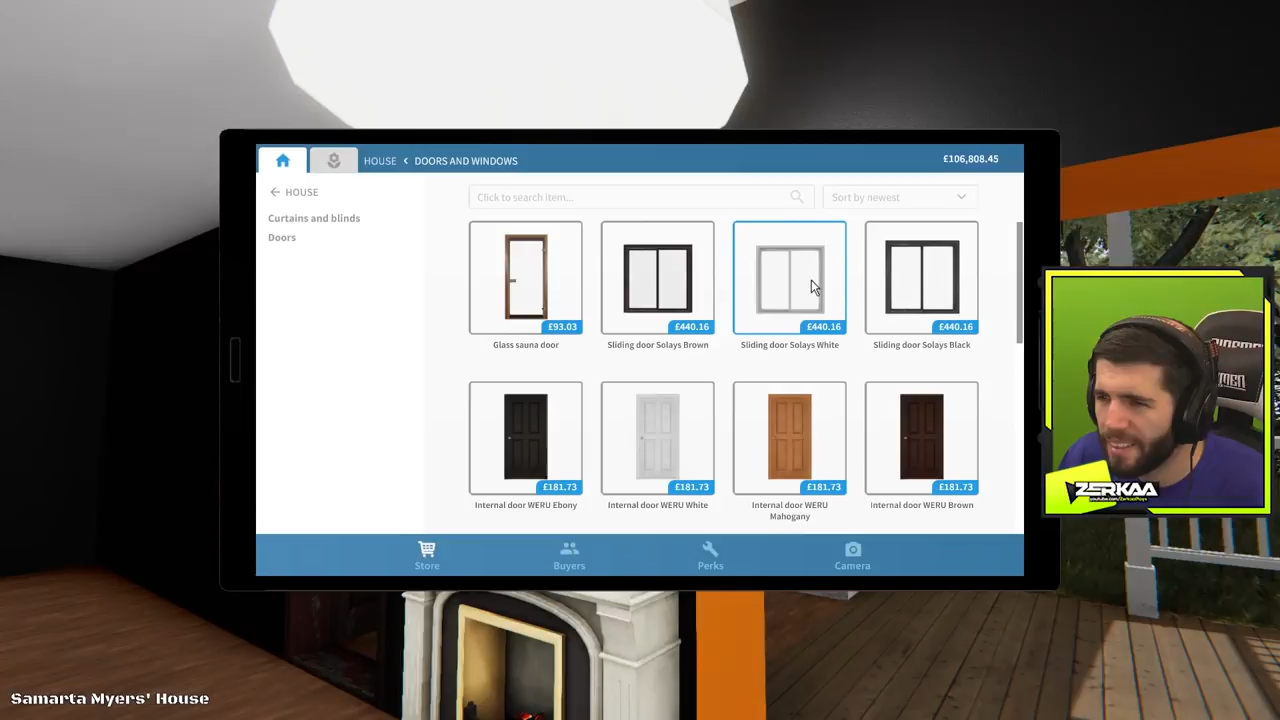 HOUSE < DOORS AND WINDOWS
£106,808.45
HOUSE
Curtains and blinds
Doors
Click to search item...
Sort by newest
£93.03
£440.16
£440.16
£440.16
Glass sauna door
Sliding door Solays Brown
Sliding door Solays White
Sliding door Solays Black
£181.73
£181.73
£181.73
£181.73
Internal door WERU Ebony
Internal door WERU White
Internal door WERU
Mahogany
Internal door WERU Brown
Store
Buyers
Perks
Camera
ZERKAA
Samarta Myers' House